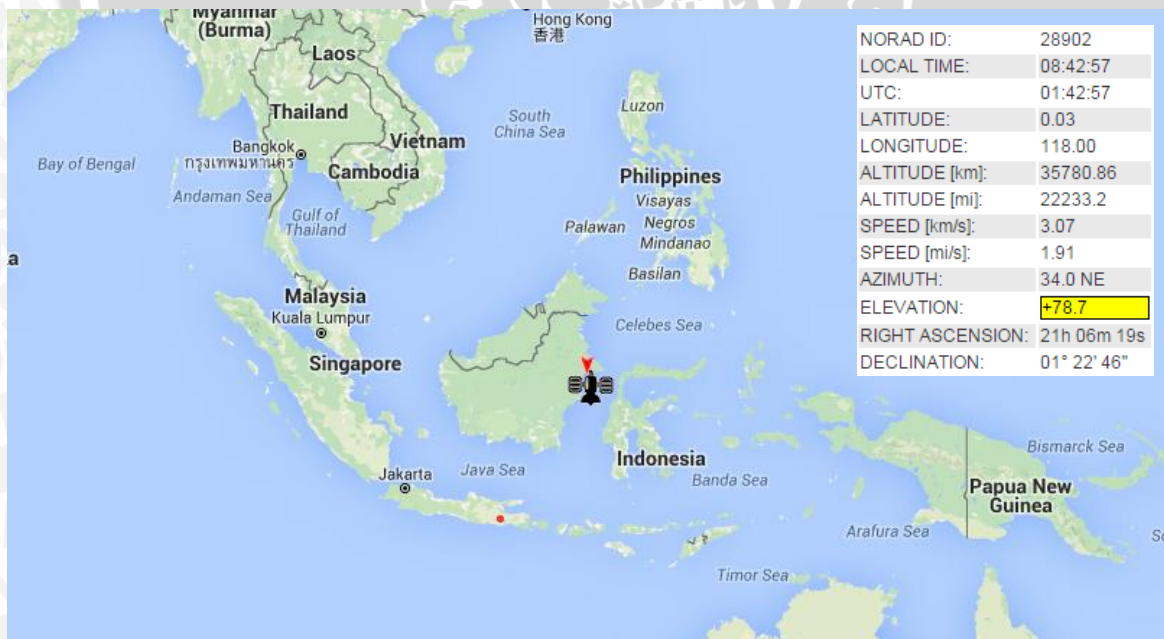 Myanmar
(Burma)
Hong Kong
香港
Laos
Thailand
Luzon
South
China Sea
Vietnam
Bay of Bengal
Bangkok
กรุงเทพมหานคร
Cambodia
Philippines
Andaman Sea
Visayas
Gulf of
Thailand
Palawan
Negros
Mindanao
Basilan
Malaysia
Kuala Lumpur
Celebes Sea
Singapore
Indonesia
Bismarck Sea
Jakarta
Java Sea
Banda Sea
Papua New
Guinea
Arafura Sea
Timor Sea
NORAD ID: 28902
LOCAL TIME: 08:42:57
UTC: 01:42:57
LATITUDE: 0.03
LONGITUDE: 118.00
ALTITUDE [km]: 35780.86
ALTITUDE [mi]: 22233.2
SPEED [km/s]: 3.07
SPEED [mi/s]: 1.91
AZIMUTH: 34.0 NE
ELEVATION: +78.7
RIGHT ASCENSION: 21h 06m 19s
DECLINATION: 01° 22' 46"